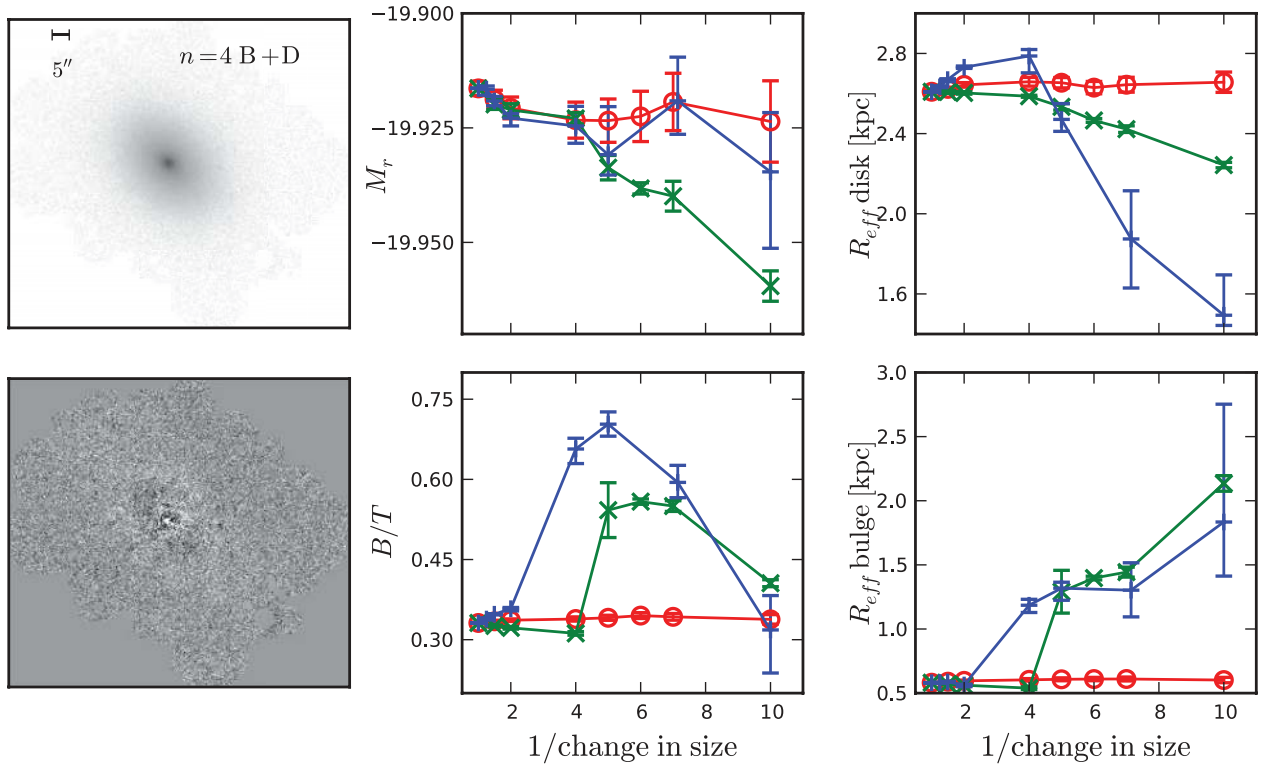 5″
n=4 B+D
−19.900
−19.925
−19.950
M_r
2.8
2.4
2.0
1.6
R_eff disk [kpc]
0.75
0.60
0.45
0.30
B/T
2 4 6 8 10
1/change in size
3.0
2.5
2.0
1.5
1.0
0.5
R_eff bulge [kpc]
2 4 6 8 10
1/change in size